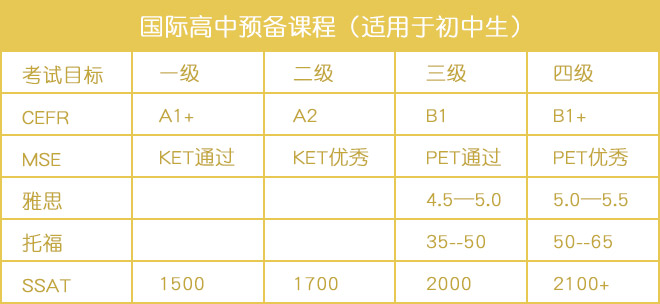 国际高中预备课程（适用于初中生）
考试目标 一级 二级 三级 四级
CEFR A1+ A2 B1 B1+
MSE KET通过 KET优秀 PET通过 PET优秀
雅思 4.5—5.0 5.0—5.5
托福 35--50 50--65
SSAT 1500 1700 2000 2100+